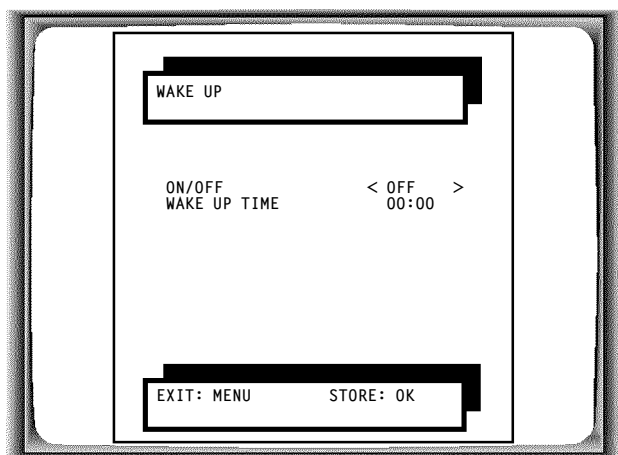 WAKE UP
ON/OFF < OFF >
WAKE UP TIME 00:00
EXIT: MENU STORE: OK